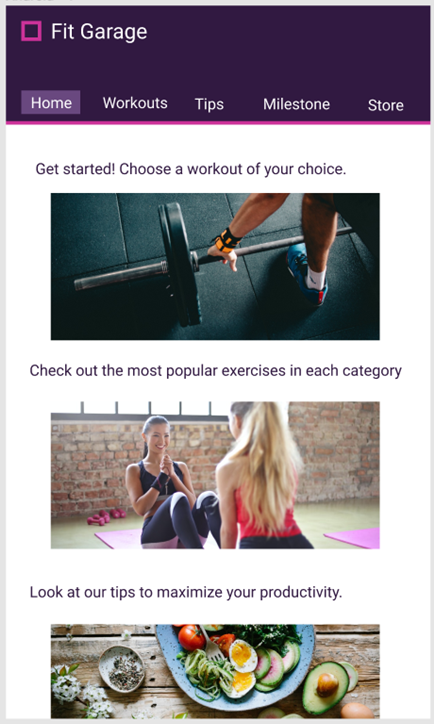 Fit Garage
Home Workouts Tips Milestone Store
Get started! Choose a workout of your choice.
Check out the most popular exercises in each category
Look at our tips to maximize your productivity.